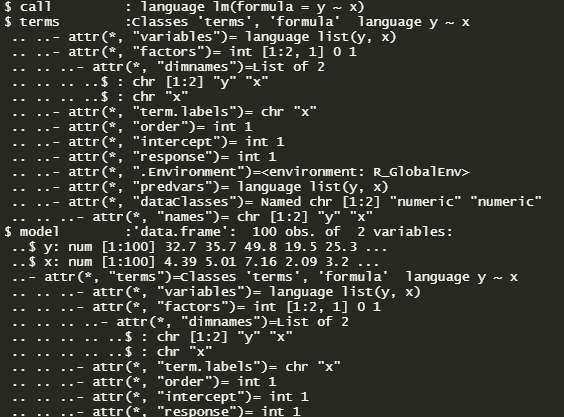 $ call         : language lm(formula = y ~ x)
$ terms        :Classes 'terms', 'formula'  language y ~ x
.. ..- attr(*, "variables")= language list(y, x)
.. ..- attr(*, "factors")= int [1:2, 1] 0 1
.. .. ..- attr(*, "dimnames")=List of 2
.. .. .. ..$ : chr [1:2] "y" "x"
.. .. .. ..$ : chr "x"
.. ..- attr(*, "term.labels")= chr "x"
.. ..- attr(*, "order")= int 1
.. ..- attr(*, "intercept")= int 1
.. ..- attr(*, "response")= int 1
.. ..- attr(*, ".Environment")=<environment: R_GlobalEnv>
.. ..- attr(*, "predvars")= language list(y, x)
.. ..- attr(*, "dataClasses")= Named chr [1:2] "numeric" "numeric"
.. .. ..- attr(*, "names")= chr [1:2] "y" "x"
$ model        :'data.frame':  100 obs. of  2 variables:
..$ y: num [1:100] 32.7 35.7 49.8 19.5 25.3 ...
..$ x: num [1:100] 4.39 5.01 7.16 2.09 3.2 ...
..- attr(*, "terms")=Classes 'terms', 'formula'  language y ~ x
.. .. ..- attr(*, "variables")= language list(y, x)
.. .. ..- attr(*, "factors")= int [1:2, 1] 0 1
.. .. .. ..- attr(*, "dimnames")=List of 2
.. .. .. .. ..$ : chr [1:2] "y" "x"
.. .. .. .. ..$ : chr "x"
.. .. ..- attr(*, "term.labels")= chr "x"
.. .. ..- attr(*, "order")= int 1
.. .. ..- attr(*, "intercept")= int 1
.. .. ..- attr(*, "response")= int 1